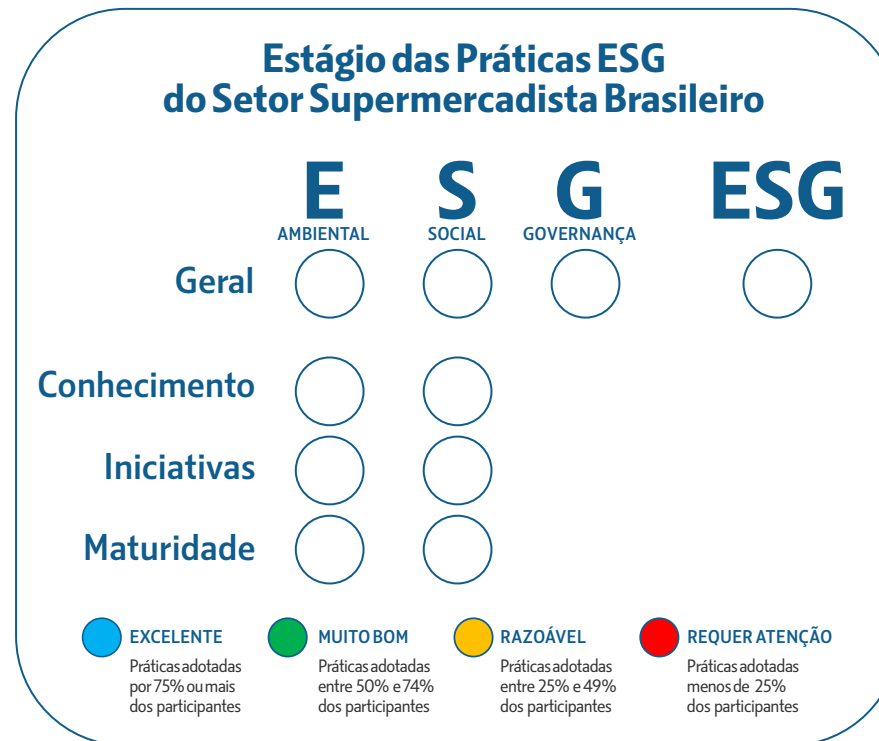 Estágio das Práticas ESG
do Setor Supermercadista Brasileiro
E S G ESG
AMBIENTAL SOCIAL GOVERNANÇA
Geral
Conhecimento
Iniciativas
Maturidade
EXCELENTE
Práticas adotadas
por 75% ou mais
dos participantes
MUITO BOM
Práticas adotadas
entre 50% e 74%
dos participantes
RAZOÁVEL
Práticas adotadas
entre 25% e 49%
dos participantes
REQUER ATENÇÃO
Práticas adotadas
menos de 25%
dos participantes